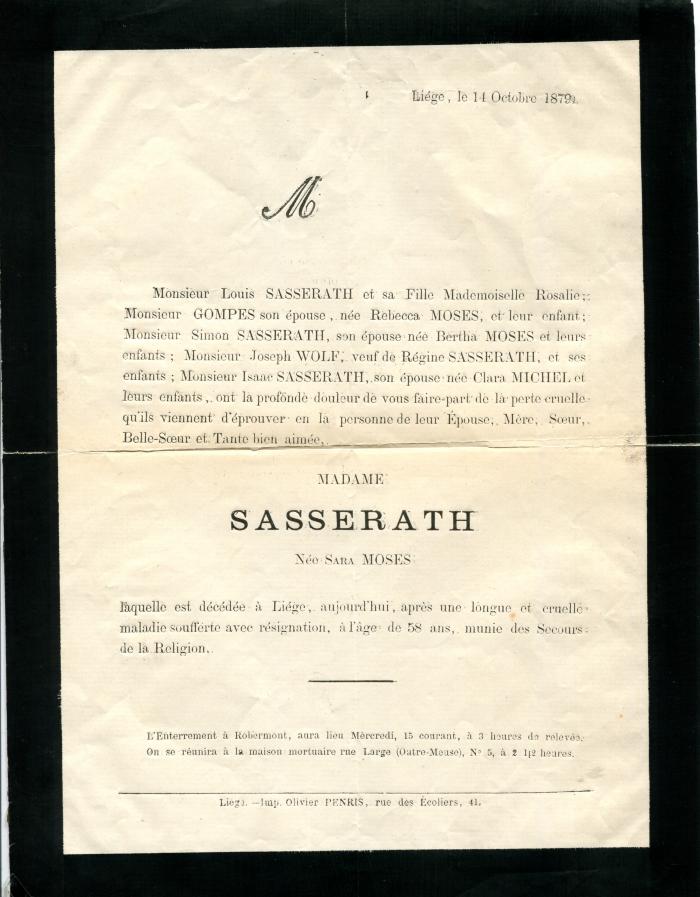 Liége, le 14 Octobre 1879.
M
Monsieur Louis SASSERATH et sa Fille Mademoiselle Rosalie;
Monsieur GOMPES son épouse, née Rebecca MOSES, et leur enfant;
Monsieur Simon SASSERATH, son épouse née Bertha MOSES et leurs
enfants; Monsieur Joseph WOLF, veuf de Régine SASSERATH, et ses
enfants; Monsieur Isaac SASSERATH, son épouse née Clara MICHEL et
leurs enfants, ont la profonde douleur de vous faire-part de la perte cruelle
qu'ils viennent d'éprouver en la personne de leur Épouse, Mère, Sœur,
Belle-Sœur et Tante bien aimée,
MADAME
SASSERATH
Née SARA MOSES
laquelle est décédée à Liége, aujourd'hui, après une longue et cruelle
maladie soufferte avec résignation, à l'âge de 58 ans, munie des Secours
de la Religion.
L'Enterrement à Robermont, aura lieu Mercredi, 15 courant, à 3 heures de relevée.
On se réunira à la maison mortuaire rue Large (Outre-Meuse), N° 5, à 2 1/2 heures.
Liége. —Imp. Olivier PENRIS, rue des Écoliers, 41.